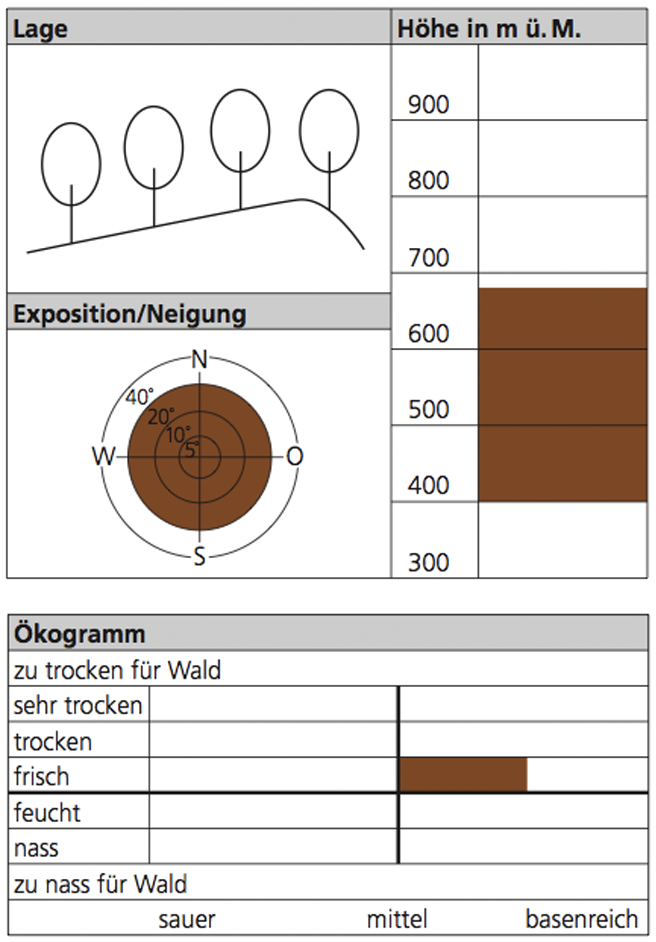 Lage
Höhe in m ü. M.
900
800
700
600
500
400
300
Exposition/Neigung
N
40°
20°
10°
5°
W
O
S
Ökogramm
zu trocken für Wald
sehr trocken
trocken
frisch
feucht
nass
zu nass für Wald
sauer mittel basenreich